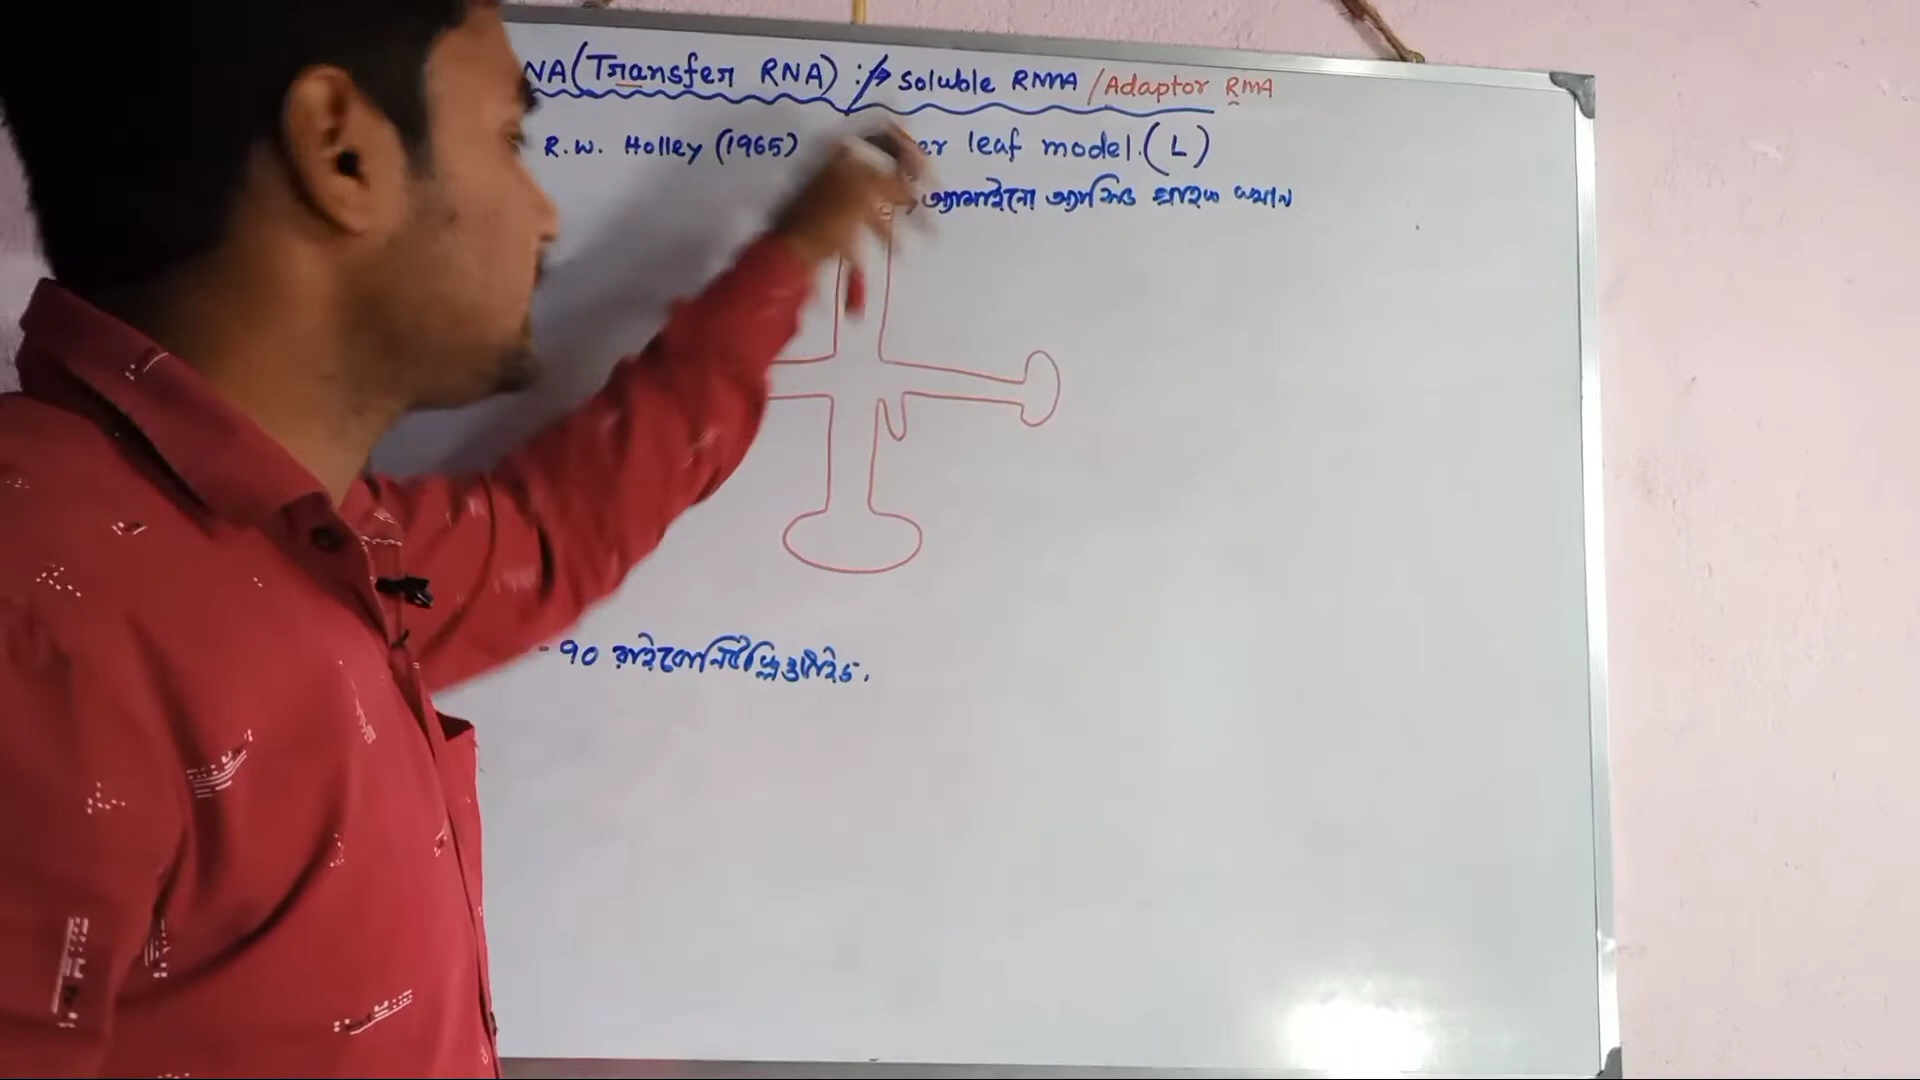 NA (Transfer RNA) :→ Soluble RNA / Adaptor RNA
R.W. Holley (1965) er leaf model. (L)
অ্যামাইনো অ্যাসিড গ্রাহক স্থান
- ৭০ রাইবোনিউক্লিওটাইড.